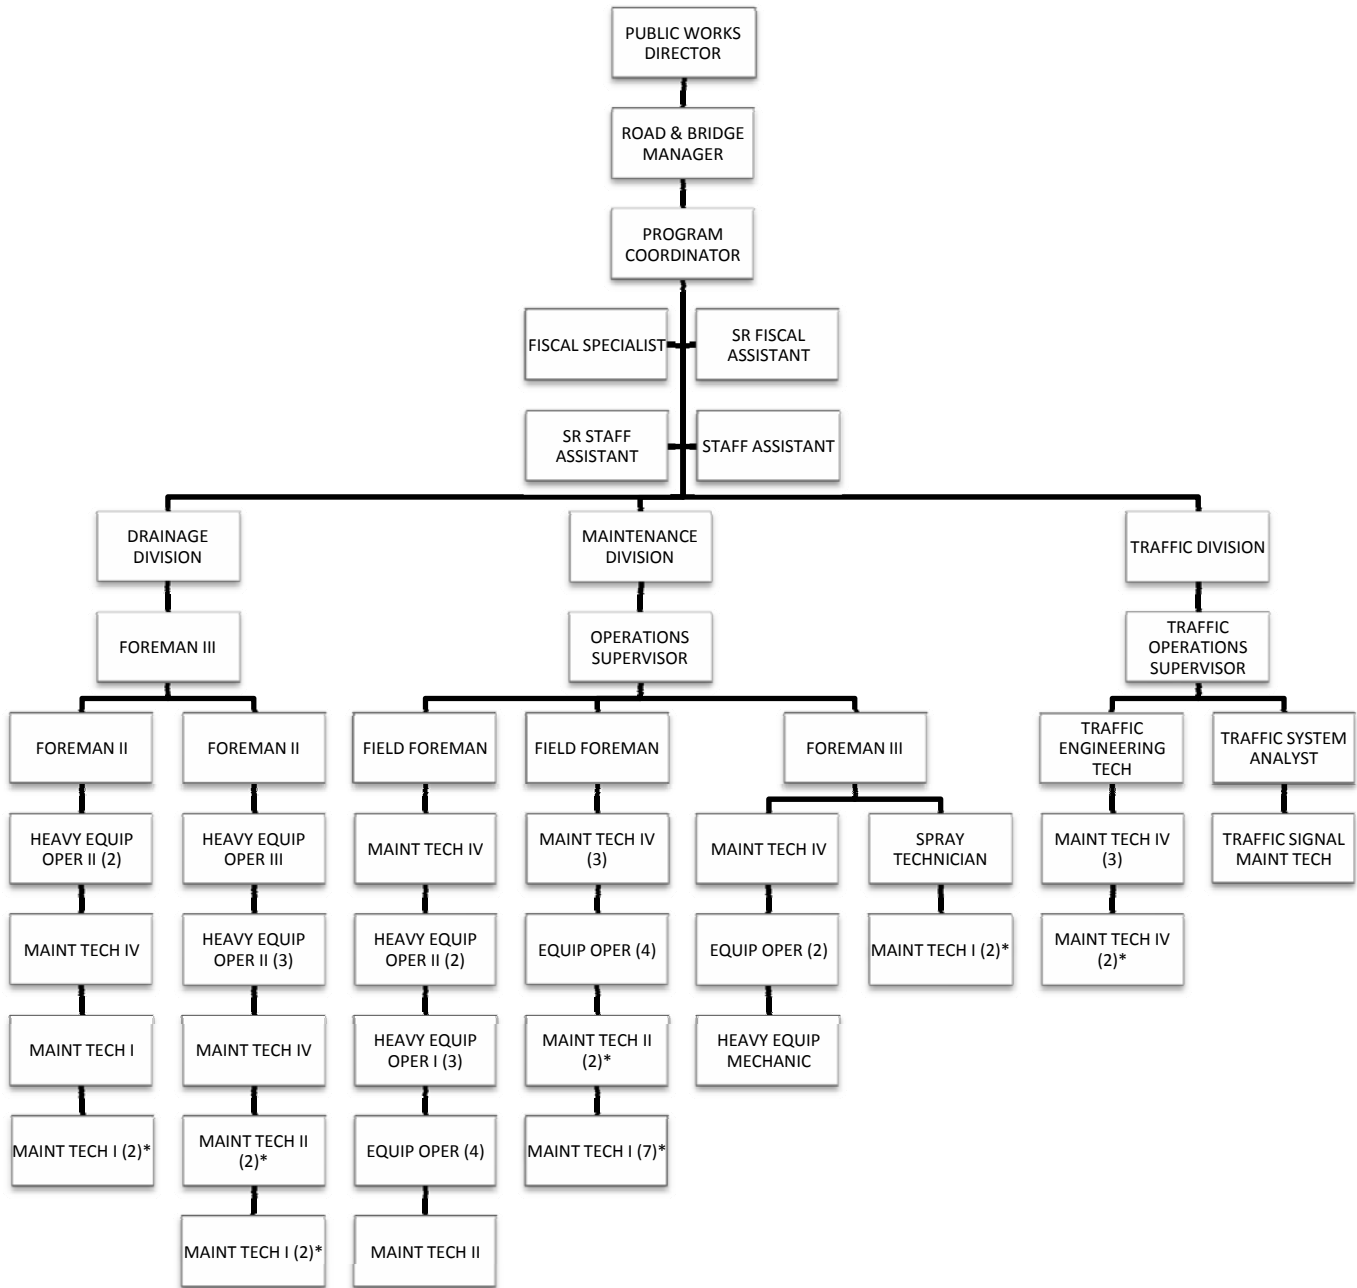 PUBLIC WORKS
DIRECTOR
ROAD & BRIDGE
MANAGER
PROGRAM
COORDINATOR
FISCAL SPECIALIST
SR FISCAL
ASSISTANT
SR STAFF
ASSISTANT
STAFF ASSISTANT
DRAINAGE
DIVISION
MAINTENANCE
DIVISION
TRAFFIC DIVISION
FOREMAN III
OPERATIONS
SUPERVISOR
TRAFFIC
OPERATIONS
SUPERVISOR
FOREMAN II
FOREMAN II
FIELD FOREMAN
FIELD FOREMAN
FOREMAN III
TRAFFIC
ENGINEERING
TECH
TRAFFIC SYSTEM
ANALYST
HEAVY EQUIP
OPER II (2)
HEAVY EQUIP
OPER III
MAINT TECH IV
MAINT TECH IV
(3)
MAINT TECH IV
SPRAY
TECHNICIAN
MAINT TECH IV
(3)
TRAFFIC SIGNAL
MAINT TECH
MAINT TECH IV
HEAVY EQUIP
OPER II (3)
HEAVY EQUIP
OPER II (2)
EQUIP OPER (4)
EQUIP OPER (2)
MAINT TECH I (2)*
MAINT TECH IV
(2)*
MAINT TECH I
MAINT TECH IV
HEAVY EQUIP
OPER I (3)
MAINT TECH II
(2)*
HEAVY EQUIP
MECHANIC
MAINT TECH I (2)*
MAINT TECH II
(2)*
EQUIP OPER (4)
MAINT TECH I (7)*
MAINT TECH I (2)*
MAINT TECH II